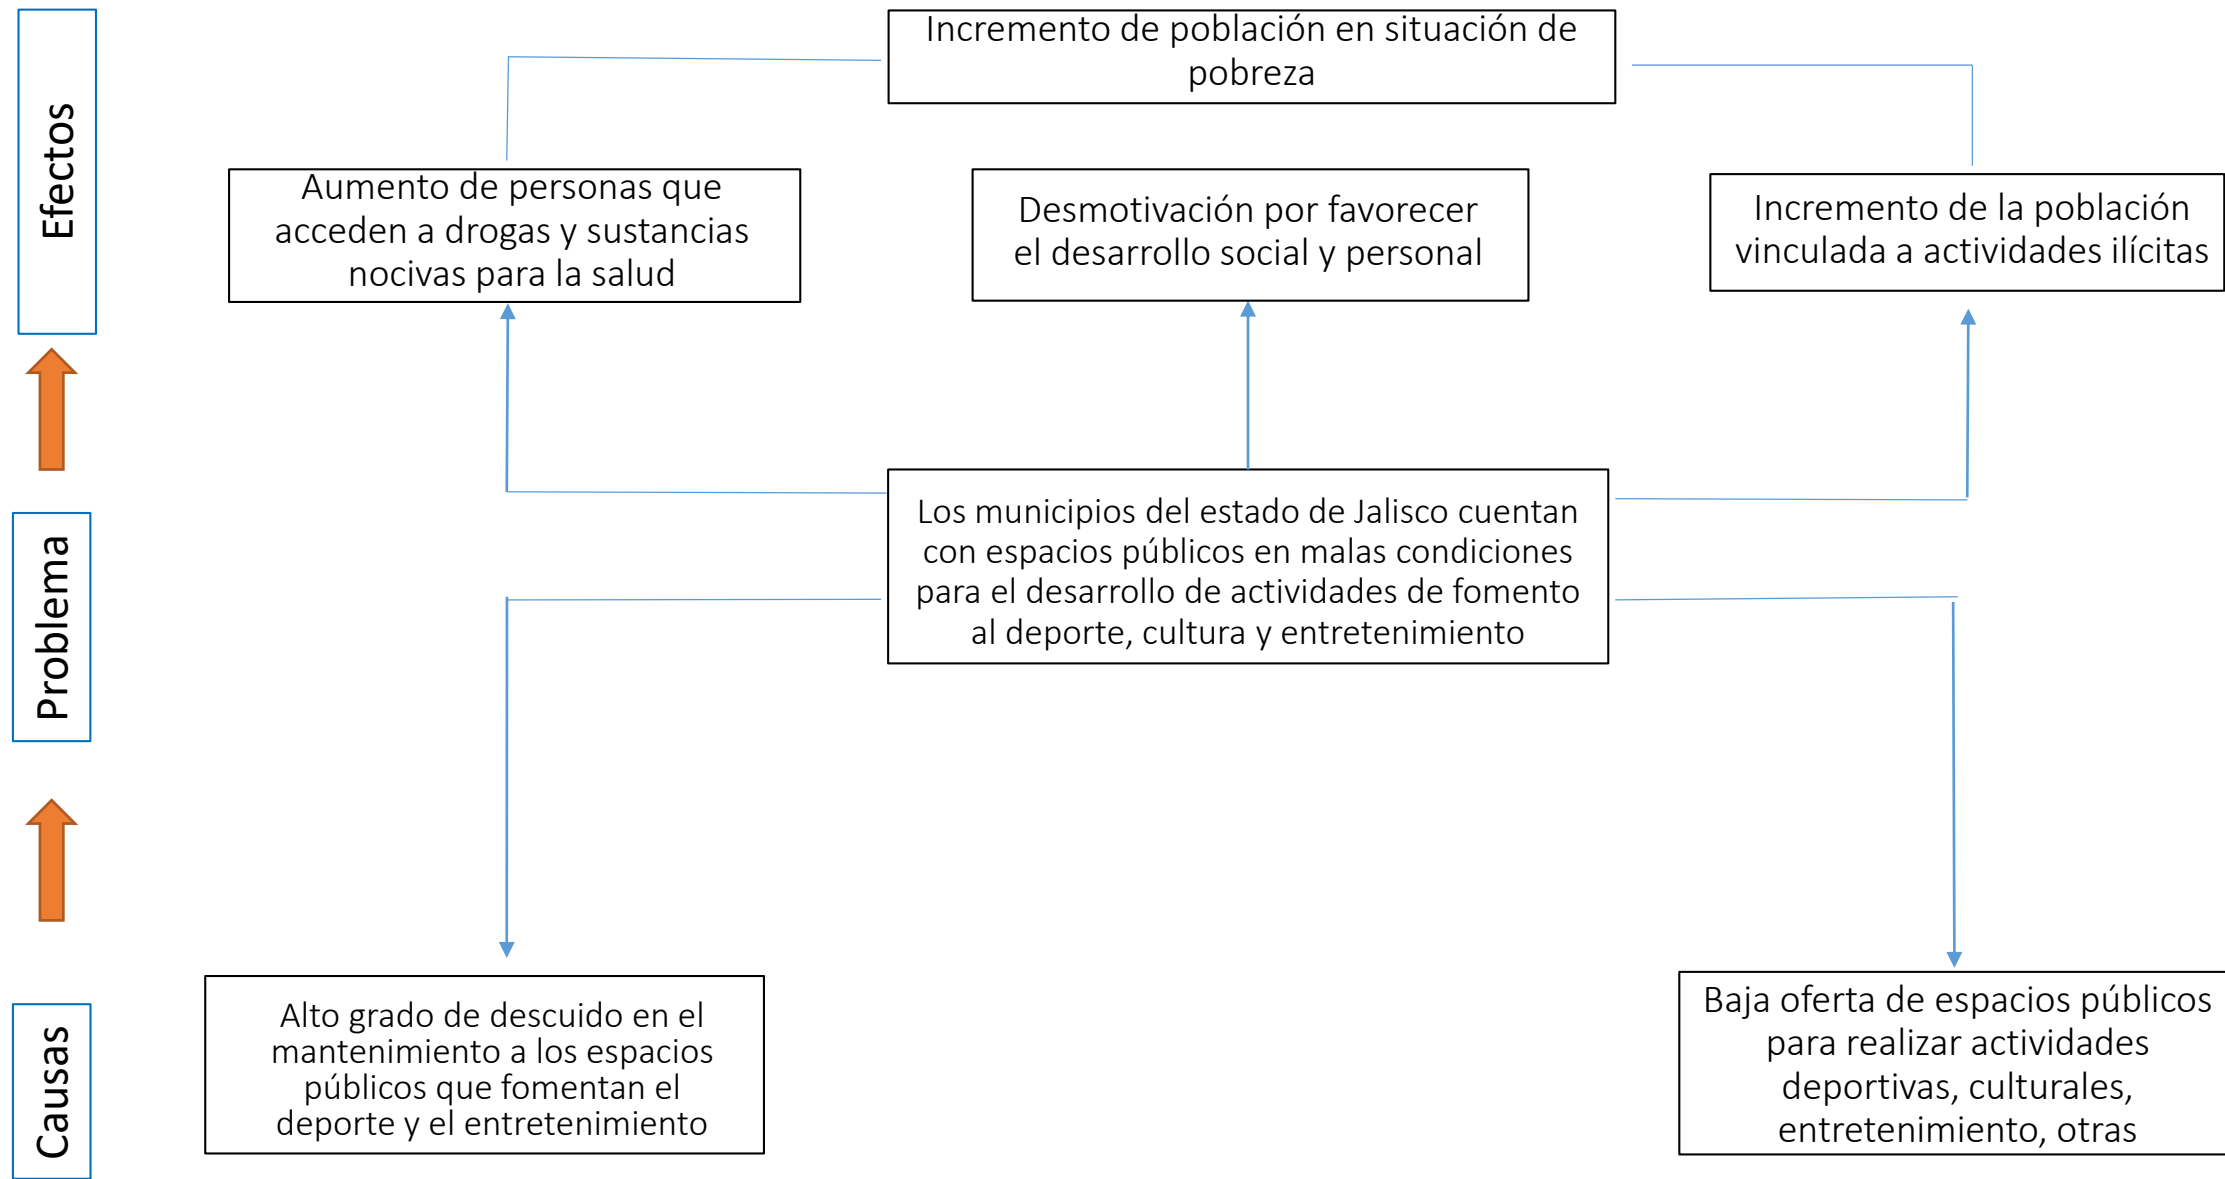 Efectos
Incremento de población en situación de
pobreza
Aumento de personas que
acceden a drogas y sustancias
nocivas para la salud
Desmotivación por favorecer
el desarrollo social y personal
Incremento de la población
vinculada a actividades ilícitas
Problema
Los municipios del estado de Jalisco cuentan
con espacios públicos en malas condiciones
para el desarrollo de actividades de fomento
al deporte, cultura y entretenimiento
Causas
Alto grado de descuido en el
mantenimiento a los espacios
públicos que fomentan el
deporte y el entretenimiento
Baja oferta de espacios públicos
para realizar actividades
deportivas, culturales,
entretenimiento, otras